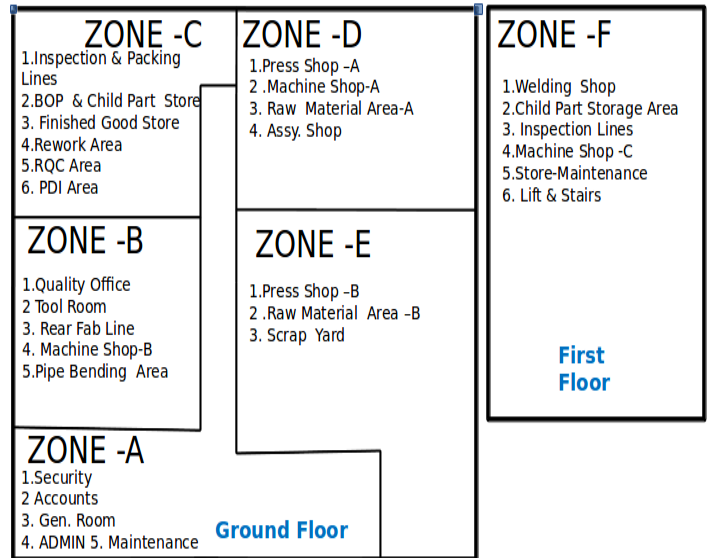 ZONE -C
1.Inspection & Packing
Lines
2.BOP & Child Part Store
3. Finished Good Store
4.Rework Area
5.RQC Area
6. PDI Area
ZONE -D
1.Press Shop –A
2 .Machine Shop-A
3. Raw Material Area-A
4. Assy. Shop
ZONE -F
1.Welding Shop
2.Child Part Storage Area
3. Inspection Lines
4.Machine Shop -C
5.Store-Maintenance
6. Lift & Stairs
First
Floor
ZONE -B
1.Quality Office
2 Tool Room
3. Rear Fab Line
4. Machine Shop-B
5.Pipe Bending Area
ZONE -E
1.Press Shop –B
2 .Raw Material Area –B
3. Scrap Yard
ZONE -A
1.Security
2 Accounts
3. Gen. Room
4. ADMIN 5. Maintenance
Ground Floor